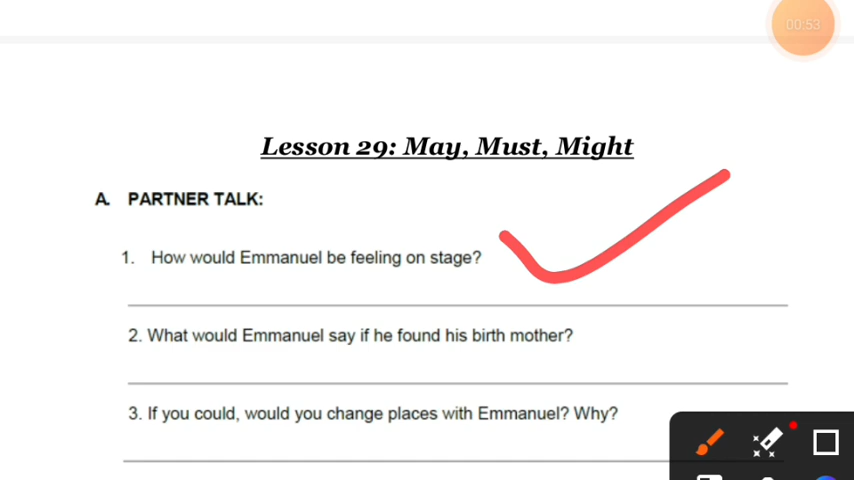 00:53
Lesson 29: May, Must, Might
A. PARTNER TALK:
1. How would Emmanuel be feeling on stage?
2. What would Emmanuel say if he found his birth mother?
3. If you could, would you change places with Emmanuel? Why?